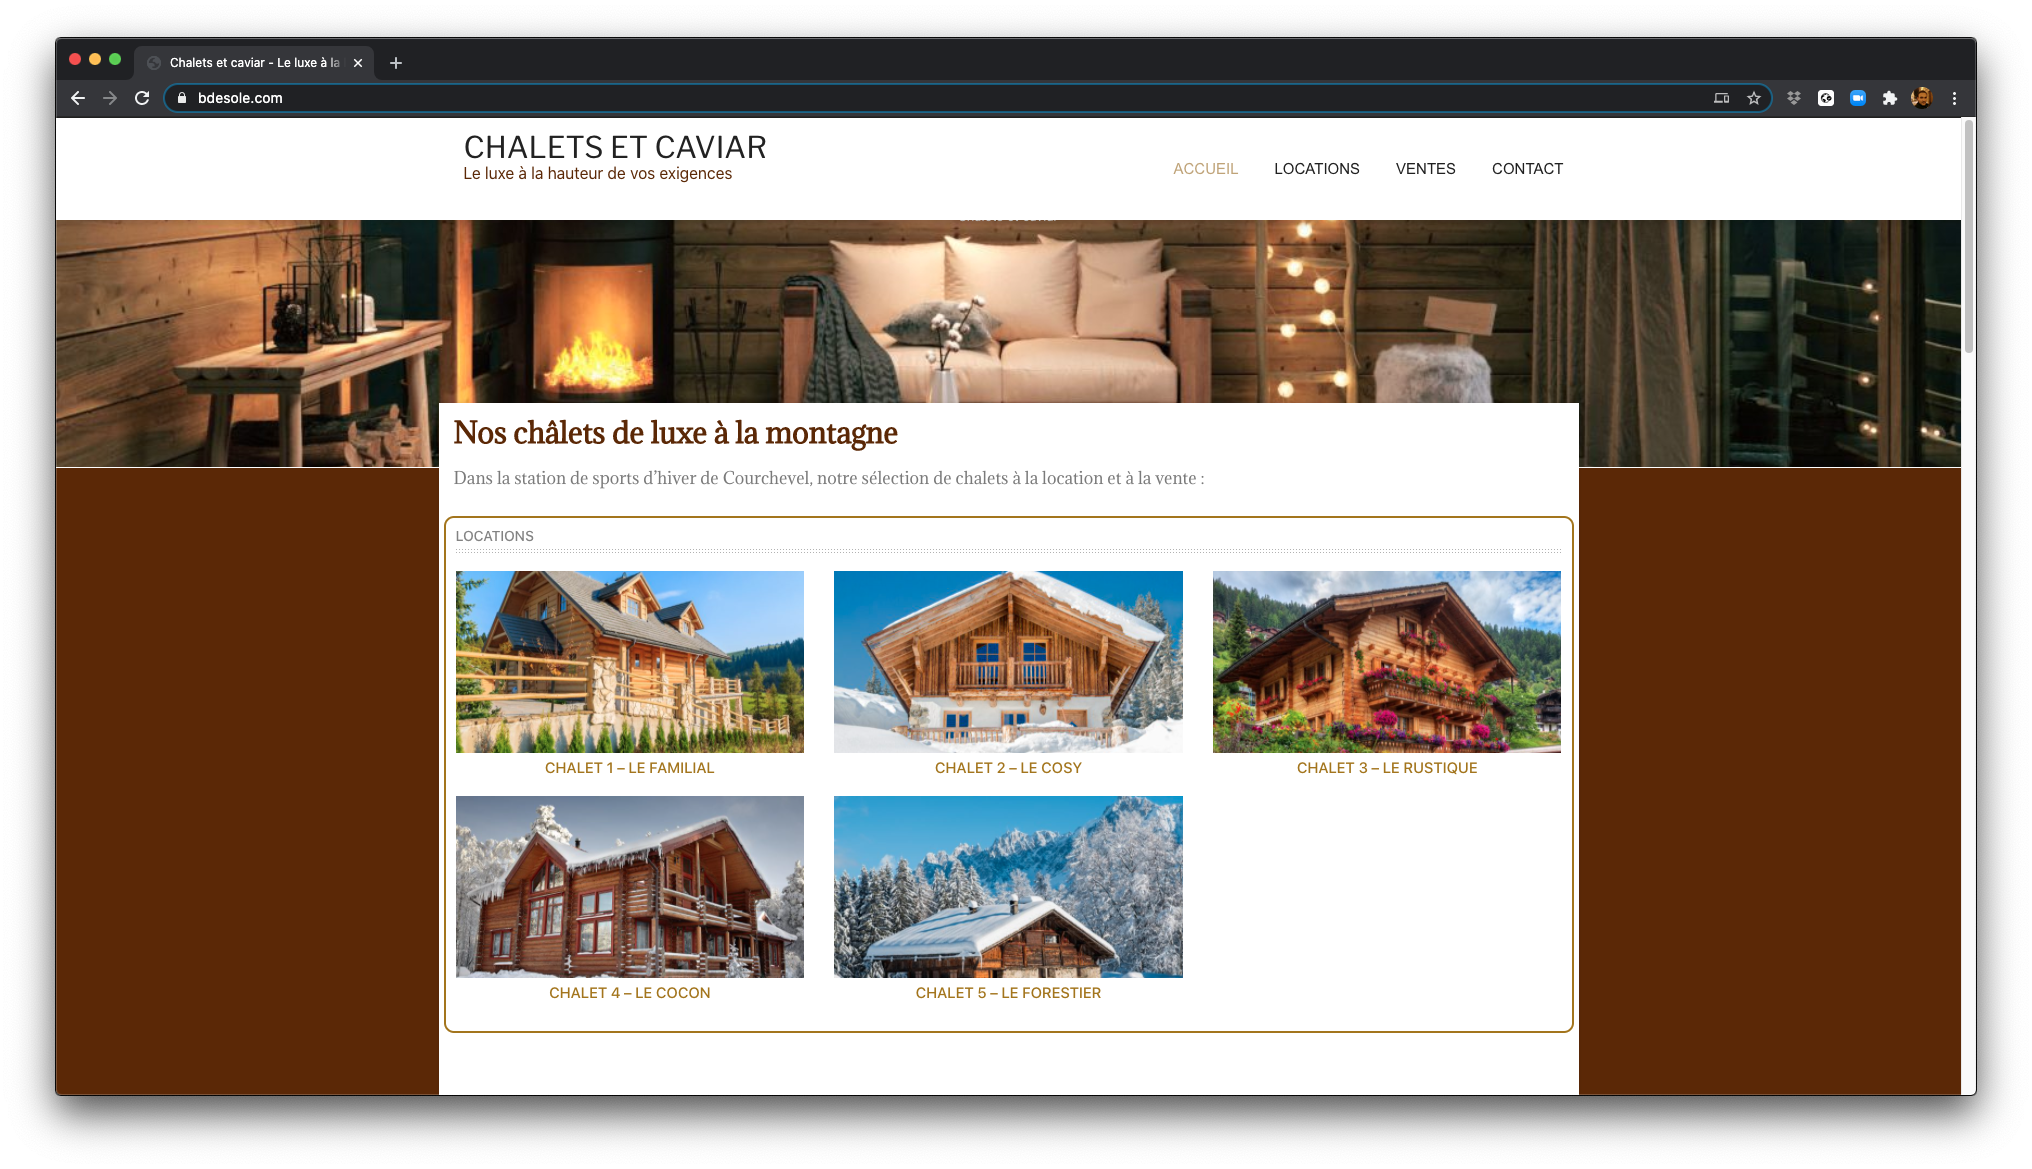 Chalets et caviar - Le luxe à la
bdesole.com
CHALETS ET CAVIAR
Le luxe à la hauteur de vos exigences
ACCUEIL LOCATIONS VENTES CONTACT
Nos châlets de luxe à la montagne
Dans la station de sports d’hiver de Courchevel, notre sélection de chalets à la location et à la vente :
LOCATIONS
CHALET 1 – LE FAMILIAL
CHALET 2 – LE COSY
CHALET 3 – LE RUSTIQUE
CHALET 4 – LE COCON
CHALET 5 – LE FORESTIER